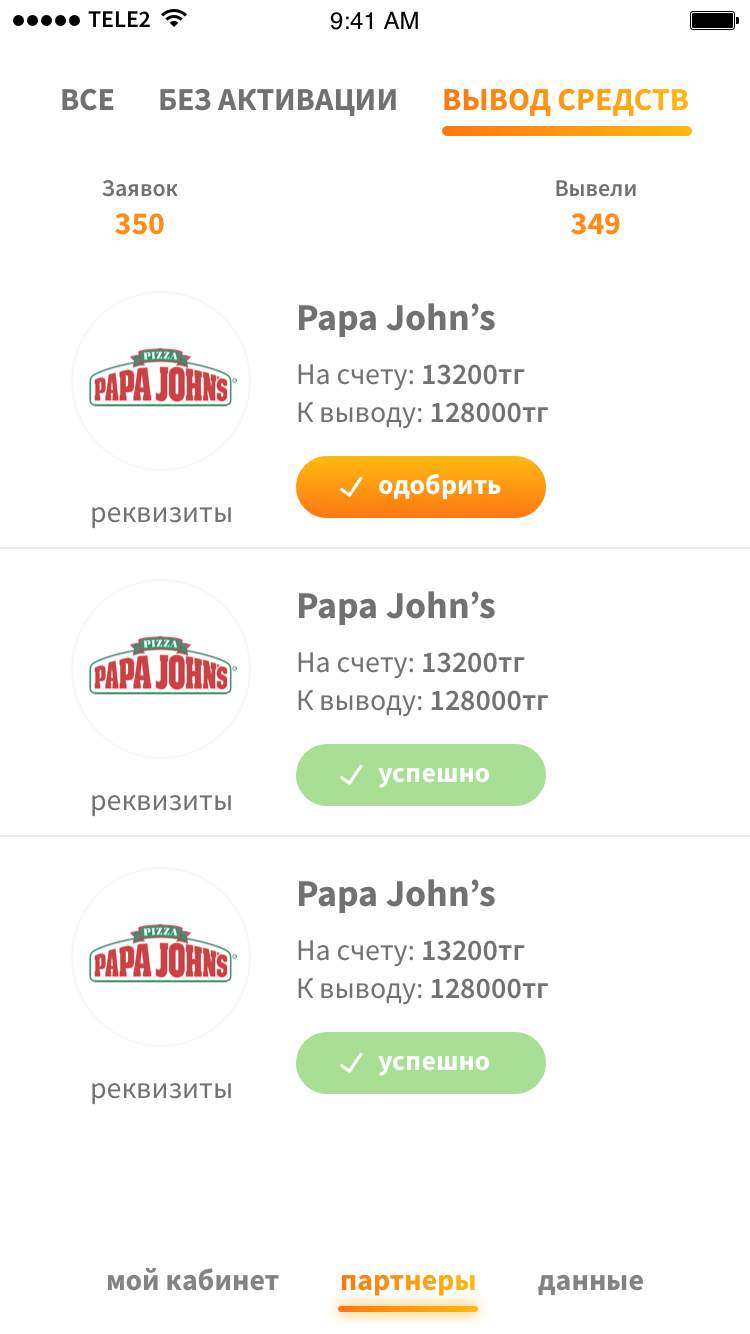 TELE2 9:41 AM
ВСЕ БЕЗ АКТИВАЦИИ ВЫВОД СРЕДСТВ
Заявок Вывели
350 349
PIZZA
PAPA JOHN'S
Papa John’s
На счету: 13200тг
К выводу: 128000тг
одобрить
реквизиты
PIZZA
PAPA JOHN'S
Papa John’s
На счету: 13200тг
К выводу: 128000тг
успешно
реквизиты
PIZZA
PAPA JOHN'S
Papa John’s
На счету: 13200тг
К выводу: 128000тг
успешно
реквизиты
мой кабинет партнеры данные